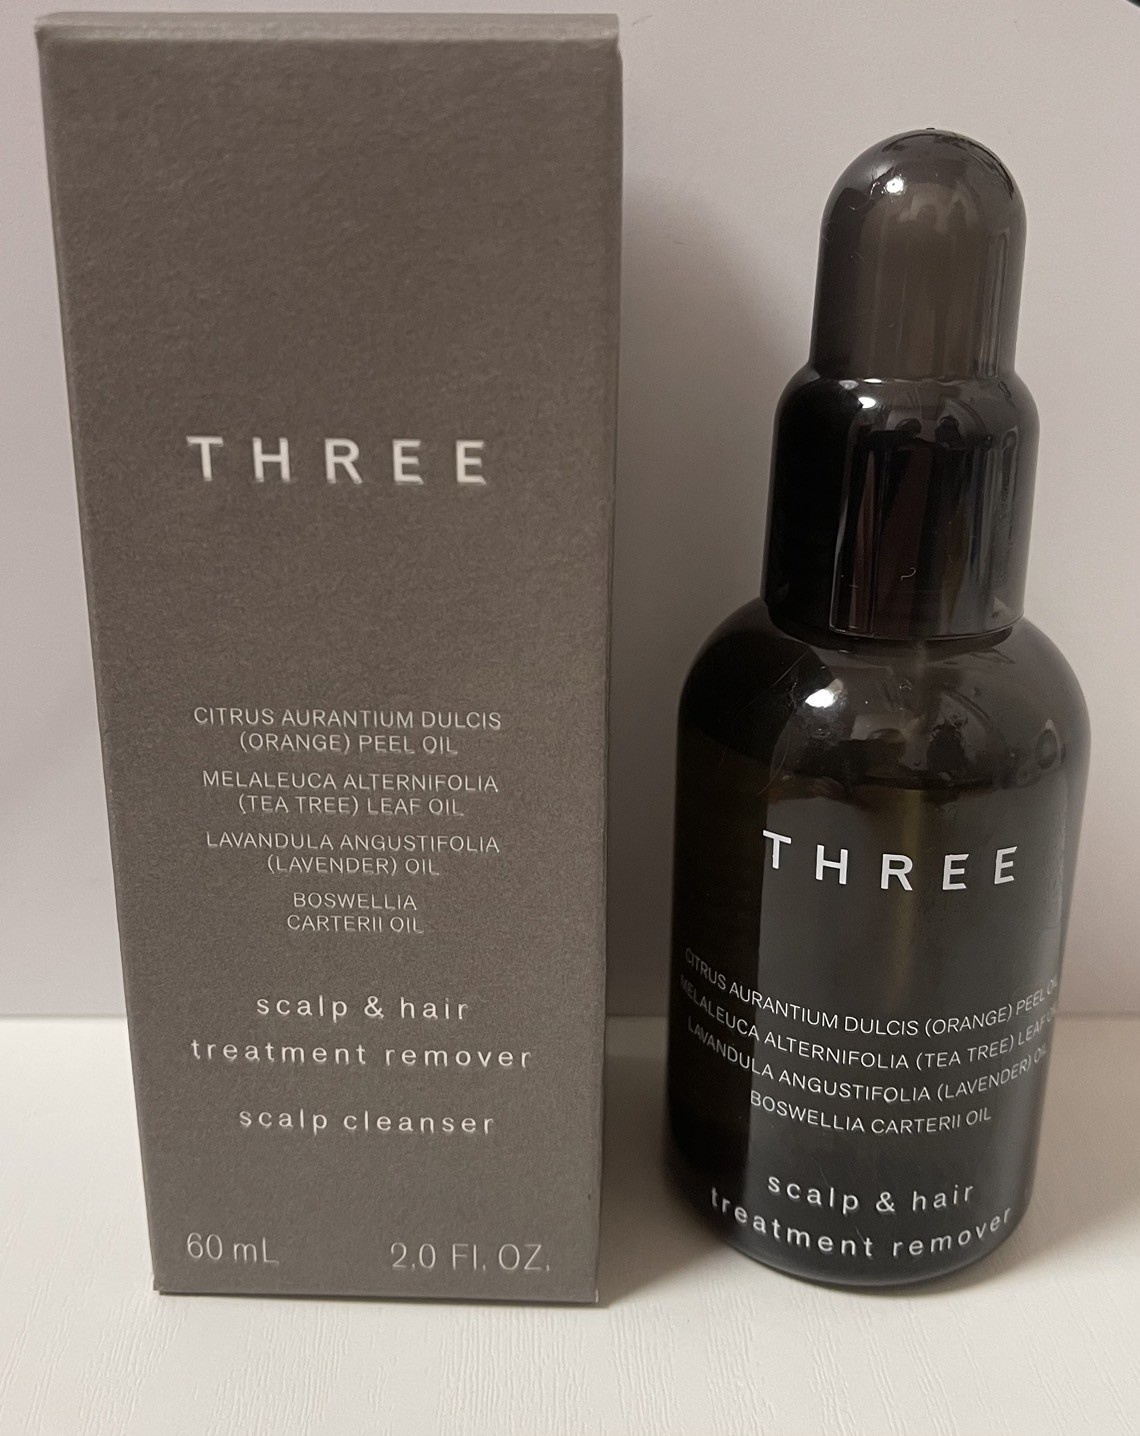 THREE
CITRUS AURANTIUM DULCIS
(ORANGE) PEEL OIL
MELALEUCA ALTERNIFOLIA
(TEA TREE) LEAF OIL
LAVANDULA ANGUSTIFOLIA
(LAVENDER) OIL
BOSWELLIA
CARTERII OIL
scalp & hair
treatment remover
scalp cleanser
60 mL 2.0 Fl. OZ.
THREE
CITRUS AURANTIUM DULCIS (ORANGE) PEEL OIL
MELALEUCA ALTERNIFOLIA (TEA TREE) LEAF OIL
LAVANDULA ANGUSTIFOLIA (LAVENDER) OIL
BOSWELLIA CARTERII OIL
scalp & hair
treatment remover